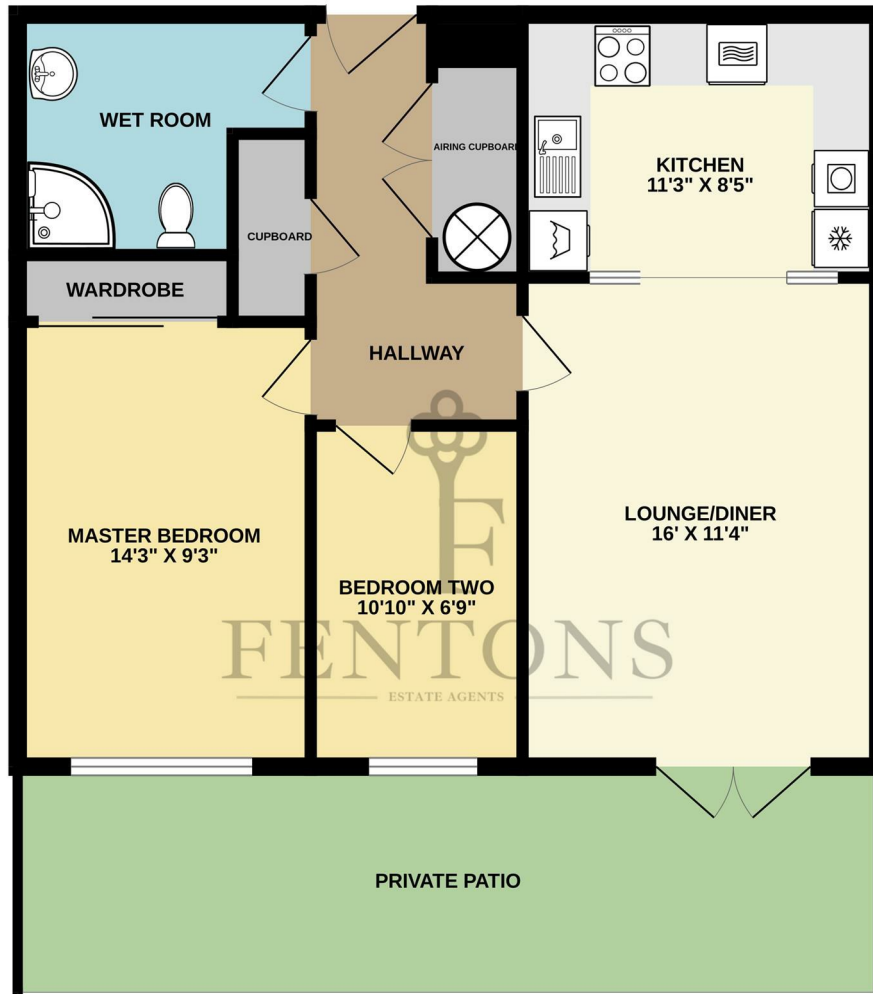 WET ROOM
AIRING CUPBOARD
KITCHEN
11'3" X 8'5"
CUPBOARD
WARDROBE
HALLWAY
MASTER BEDROOM
14'3" X 9'3"
LOUNGE/DINER
16' X 11'4"
BEDROOM TWO
10'10" X 6'9"
F
FENTONS
ESTATE AGENTS
PRIVATE PATIO